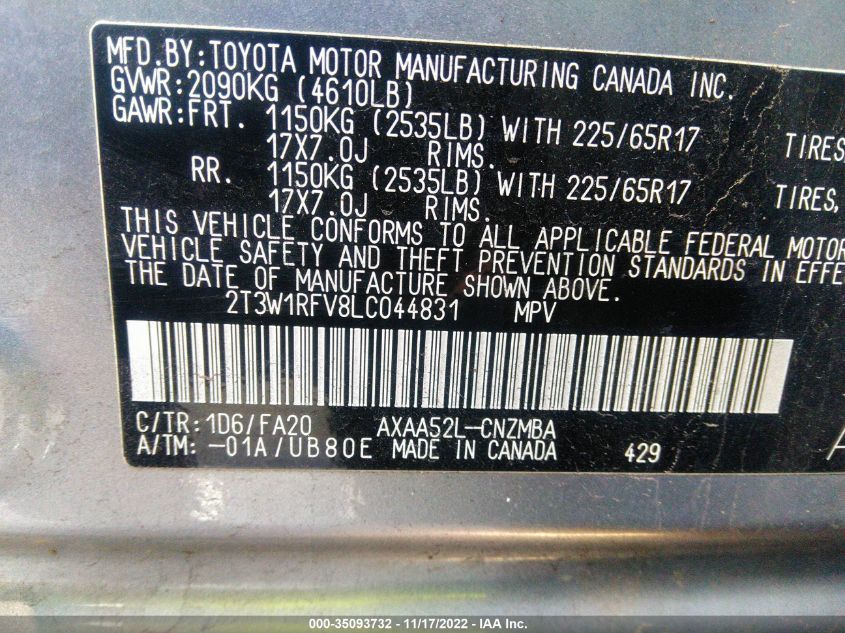 MFD.BY:TOYOTA MOTOR MANUFACTURING CANADA INC.
GVWR:2090KG (4610LB)
GAWR:FRT. 1150KG (2535LB) WITH 225/65R17 TIRES
17X7.0J RIMS.
RR. 1150KG (2535LB) WITH 225/65R17 TIRES,
17X7.0J RIMS.
THIS VEHICLE CONFORMS TO ALL APPLICABLE FEDERAL MOTOR
VEHICLE SAFETY AND THEFT PREVENTION STANDARDS IN EFFE
THE DATE OF MANUFACTURE SHOWN ABOVE.
2T3W1RFV8LC044831 MPV
C/TR:1D6/FA20 AXAA52L-CNZMBA
A/TM:-01A/UB80E MADE IN CANADA 429
000-35093732 - 11/17/2022 - IAA Inc.